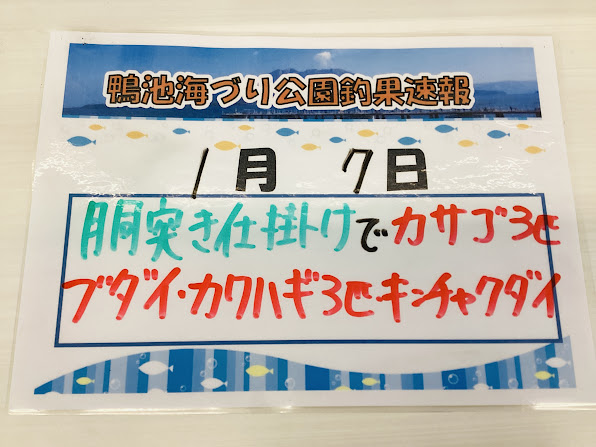 鴨池海づり公園釣果速報
1月 7日
胴突き仕掛けでカサゴ3匹
ブダイ・カワハギ3匹・キンチャクダイ